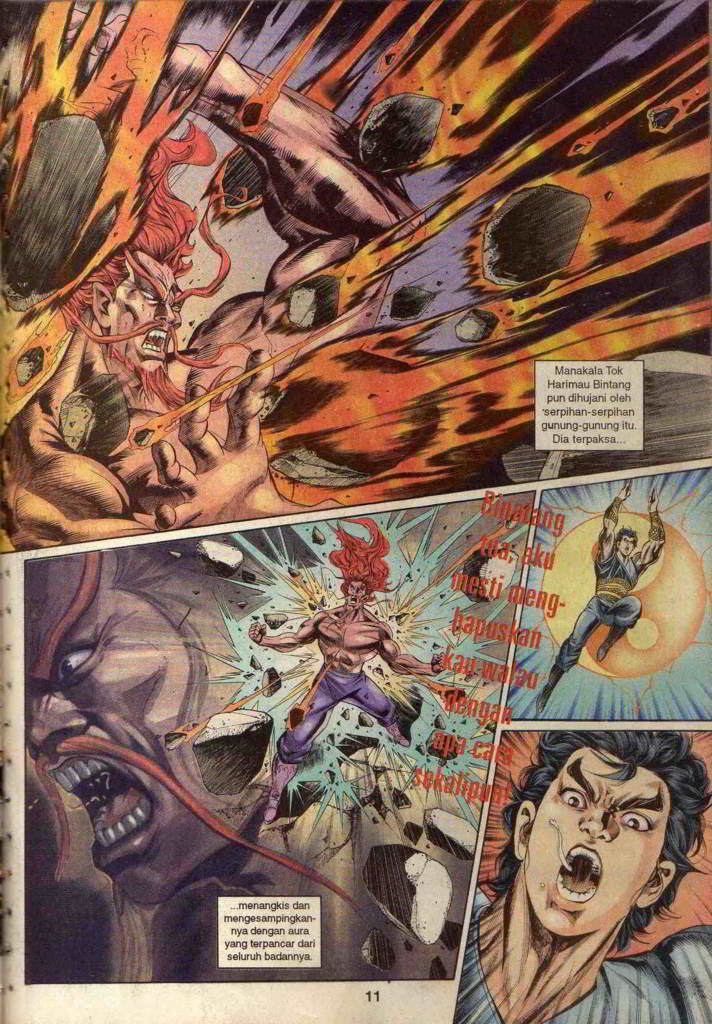 Manakala Tok
Harimau Bintang
pun dihujani oleh
serpihan-serpihan
gunung-gunung itu.
Dia terpaksa...
Binatang
tua, aku
mesti meng-
hapuskan
kau walau
dengan
apa cara
sekalipun!
...menangkis dan
mengesampingkan-
nya dengan aura
yang terpancar dari
seluruh badannya.
11